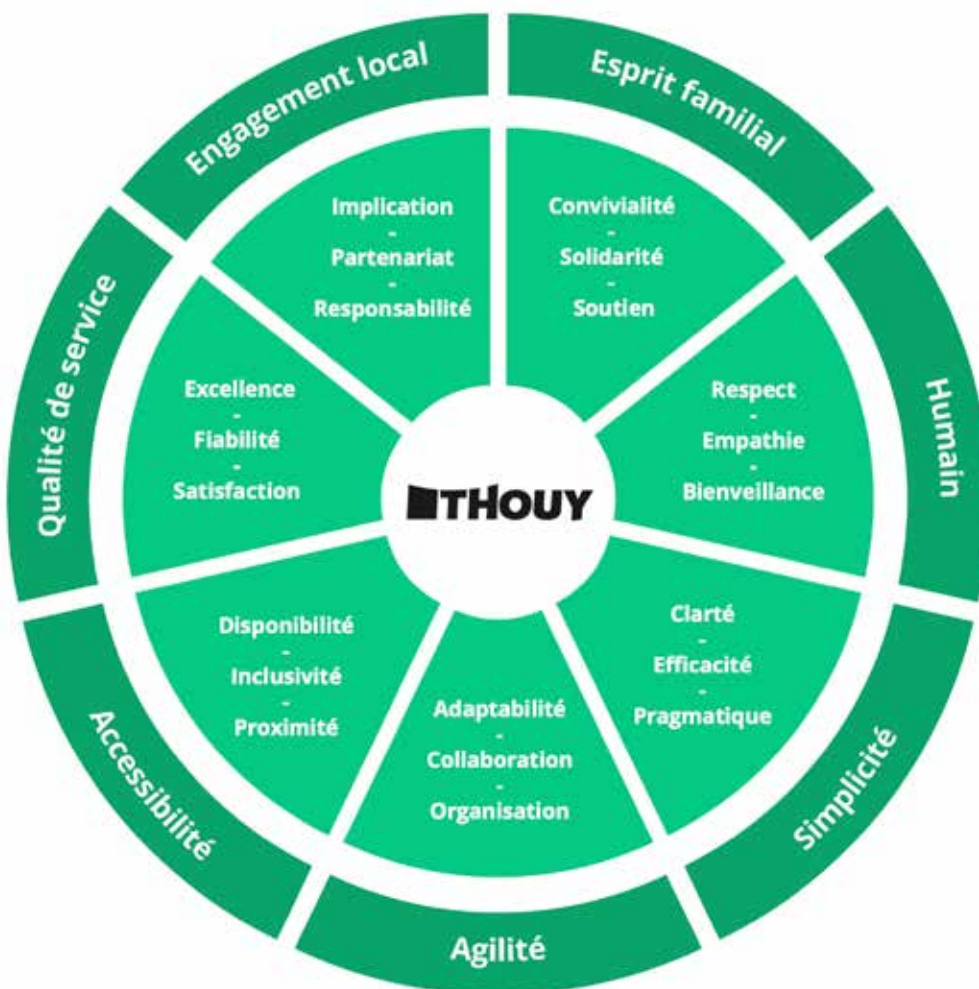 Engagement local
Implication
-
Partenariat
-
Responsabilité
Esprit familial
Convivialité
-
Solidarité
-
Soutien
Humain
Respect
-
Empathie
-
Bienveillance
Simplicité
Clarté
-
Efficacité
-
Pragmatique
Agilité
Adaptabilité
-
Collaboration
-
Organisation
Accessibilité
Disponibilité
-
Inclusivité
-
Proximité
Qualité de service
Excellence
-
Fiabilité
-
Satisfaction
THOUY